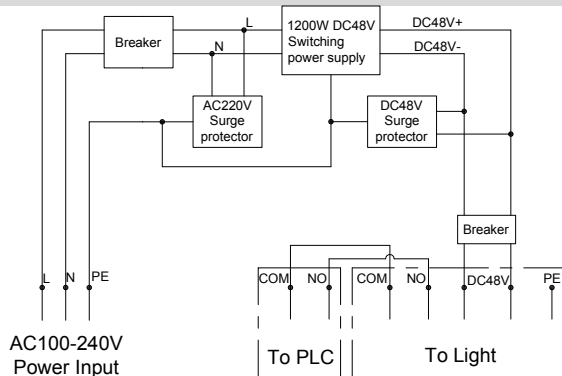 L
1200W DC48V
Switching
power supply
DC48V+
Breaker
N
DC48V-
AC220V
Surge
protector
DC48V
Surge
protector
Breaker
L N PE
COM NO COM NO DC48V PE
AC100-240V
Power Input
To PLC
To Light